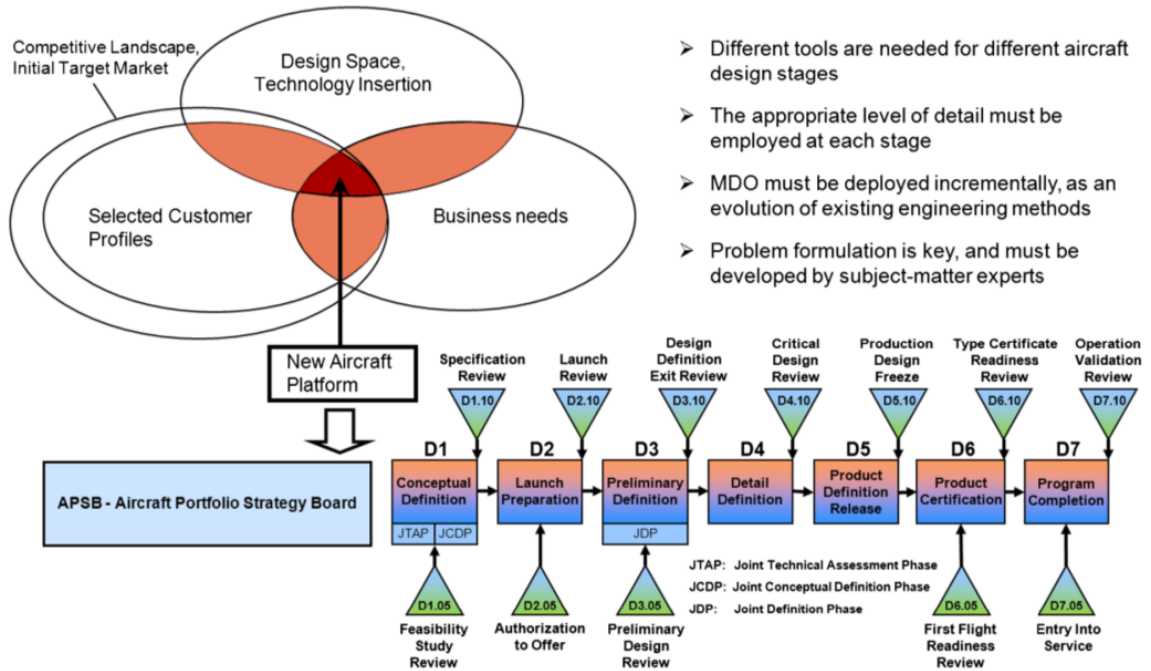 Competitive Landscape,
Initial Target Market
Design Space,
Technology Insertion
Selected Customer
Profiles
Business needs
➢ Different tools are needed for different aircraft
design stages
➢ The appropriate level of detail must be
employed at each stage
➢ MDO must be deployed incrementally, as an
evolution of existing engineering methods
➢ Problem formulation is key, and must be
developed by subject-matter experts
New Aircraft
Platform
APSB - Aircraft Portfolio Strategy Board
Specification
Review
D1.10
Launch
Review
D2.10
Design
Definition
Exit Review
D3.10
Critical
Design
Review
D4.10
Production
Design
Freeze
D5.10
Type Certificate
Readiness
Review
D6.10
Operation
Validation
Review
D7.10
D1
Conceptual
Definition
JTAP JCDP
D2
Launch
Preparation
D3
Preliminary
Definition
JDP
D4
Detail
Definition
D5
Product
Definition
Release
D6
Product
Certification
D7
Program
Completion
JTAP: Joint Technical Assessment Phase
JCDP: Joint Conceptual Definition Phase
JDP: Joint Definition Phase
D1.05
Feasibility
Study
Review
D2.05
Authorization
to Offer
D3.05
Preliminary
Design
Review
D6.05
First Flight
Readiness
Review
D7.05
Entry Into
Service